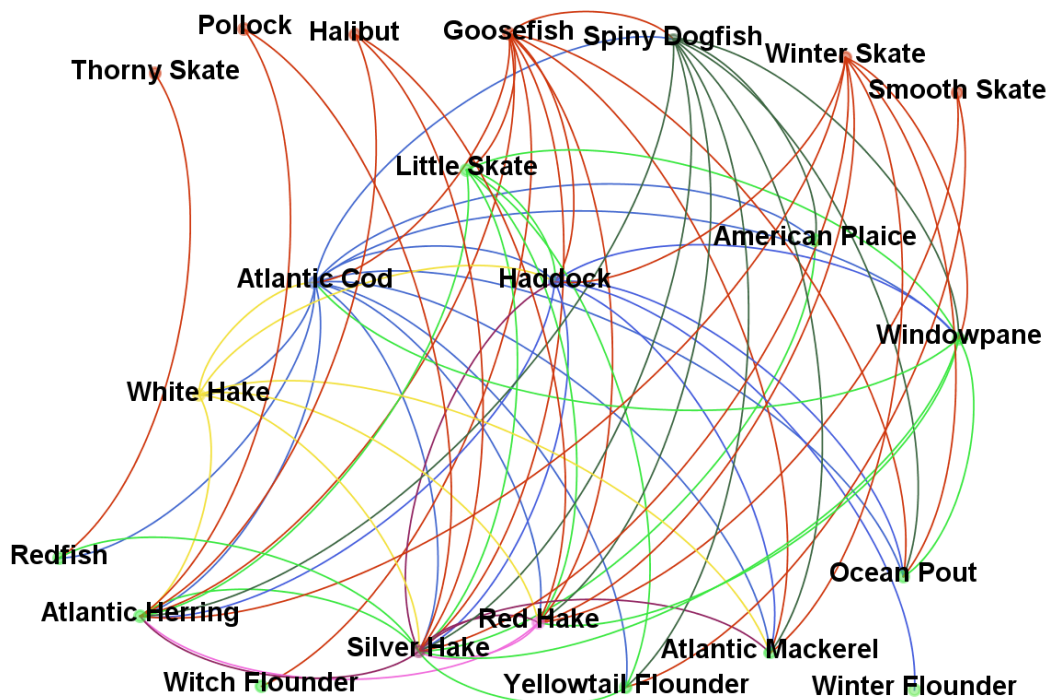 Pollock
Halibut
Goosefish
Spiny Dogfish
Winter Skate
Thorny Skate
Smooth Skate
Little Skate
American Plaice
Atlantic Cod
Haddock
Windowpane
White Hake
Redfish
Ocean Pout
Atlantic Herring
Red Hake
Silver Hake
Atlantic Mackerel
Witch Flounder
Yellowtail Flounder
Winter Flounder